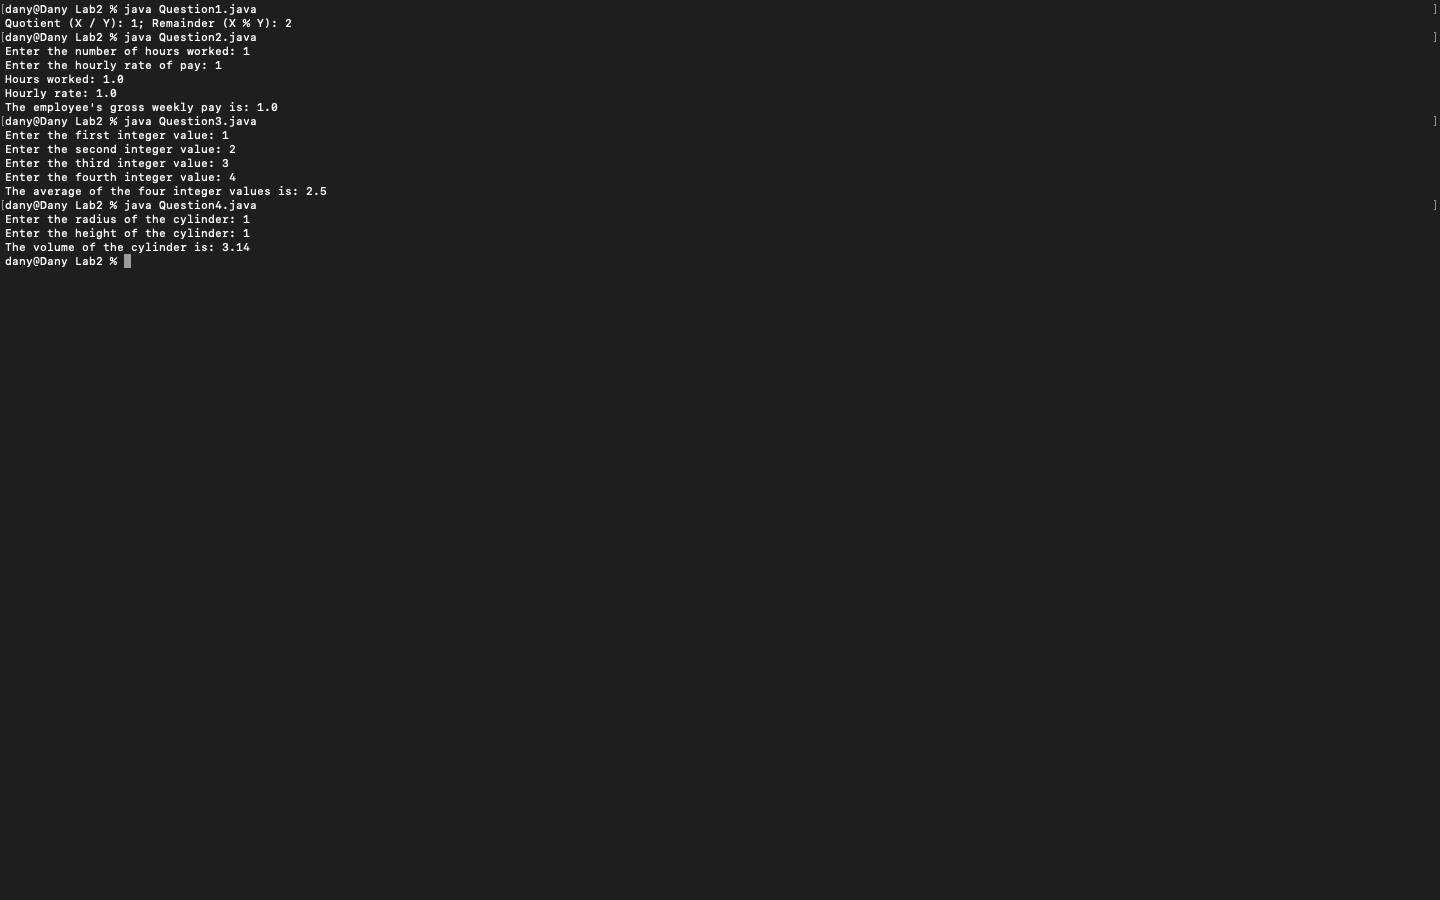 [dany@Dany Lab2 % java Question1.java ]
Quotient (X / Y): 1; Remainder (X % Y): 2
[dany@Dany Lab2 % java Question2.java ]
Enter the number of hours worked: 1
Enter the hourly rate of pay: 1
Hours worked: 1.0
Hourly rate: 1.0
The employee's gross weekly pay is: 1.0
[dany@Dany Lab2 % java Question3.java ]
Enter the first integer value: 1
Enter the second integer value: 2
Enter the third integer value: 3
Enter the fourth integer value: 4
The average of the four integer values is: 2.5
[dany@Dany Lab2 % java Question4.java ]
Enter the radius of the cylinder: 1
Enter the height of the cylinder: 1
The volume of the cylinder is: 3.14
dany@Dany Lab2 %